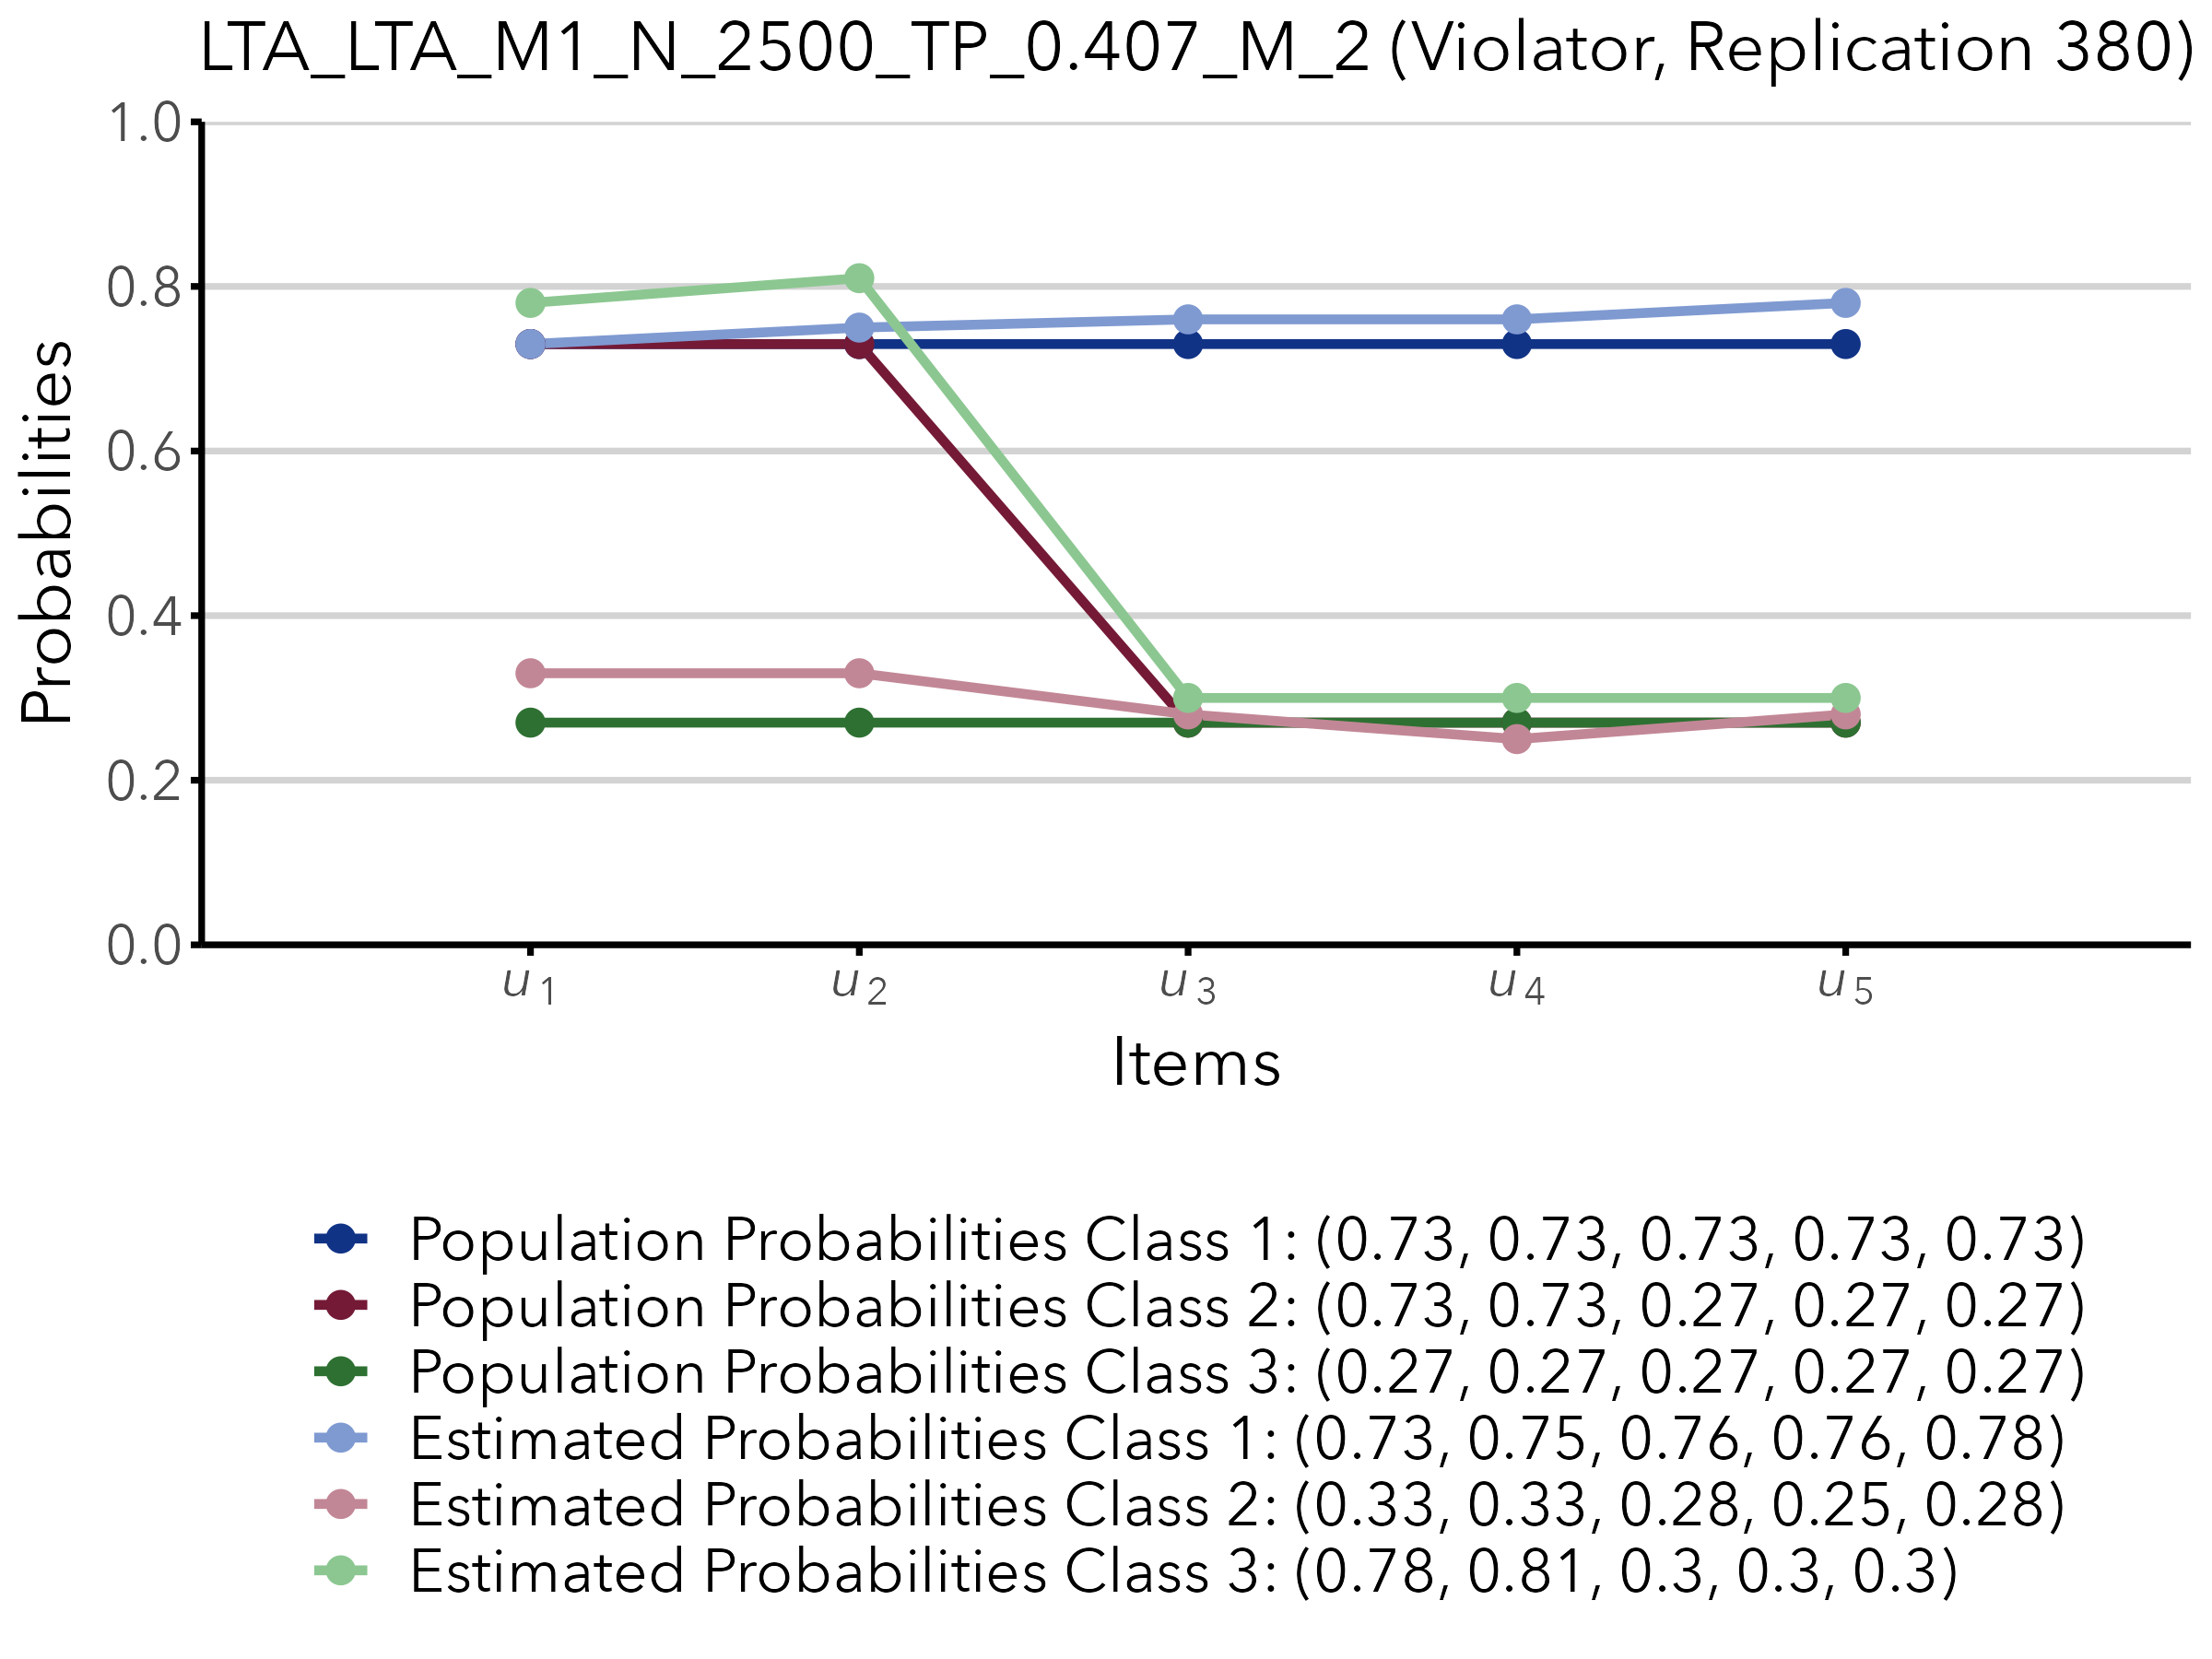 LTA_LTA_M1_N_2500_TP_0.407_M_2 (Violator, Replication 380)
1.0
0.8
0.6
0.4
0.2
0.0
Probabilities
u1 u2 u3 u4 u5
Items
Population Probabilities Class 1: (0.73, 0.73, 0.73, 0.73, 0.73)
Population Probabilities Class 2: (0.73, 0.73, 0.27, 0.27, 0.27)
Population Probabilities Class 3: (0.27, 0.27, 0.27, 0.27, 0.27)
Estimated Probabilities Class 1: (0.73, 0.75, 0.76, 0.76, 0.78)
Estimated Probabilities Class 2: (0.33, 0.33, 0.28, 0.25, 0.28)
Estimated Probabilities Class 3: (0.78, 0.81, 0.3, 0.3, 0.3)